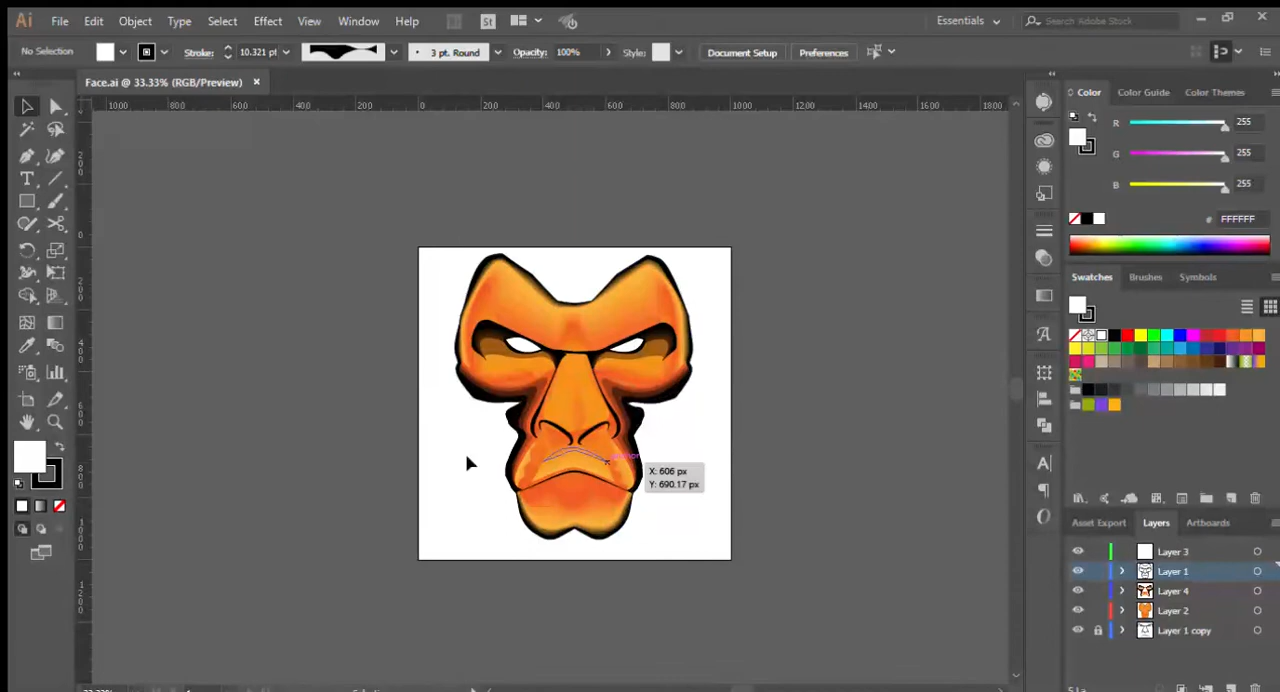 Ai File Edit Object Type Select Effect View Window Help St Essentials Search Adobe Stock
No Selection Stroke: 10.321 pt 3 pt. Round Opacity: 100% Style: Document Setup Preferences
Face.ai @ 33.33% (RGB/Preview) ×
1000 800 600 400 200 0 200 400 600 800 1000 1200 1400 1600 1800
Color Color Guide Color Themes
R 255
G 255
B 255
# FFFFFF
Swatches Brushes Symbols
X: 606 px
Y: 690.17 px
Asset Export Layers Artboards
Layer 3
Layer 1
Layer 4
Layer 2
Layer 1 copy